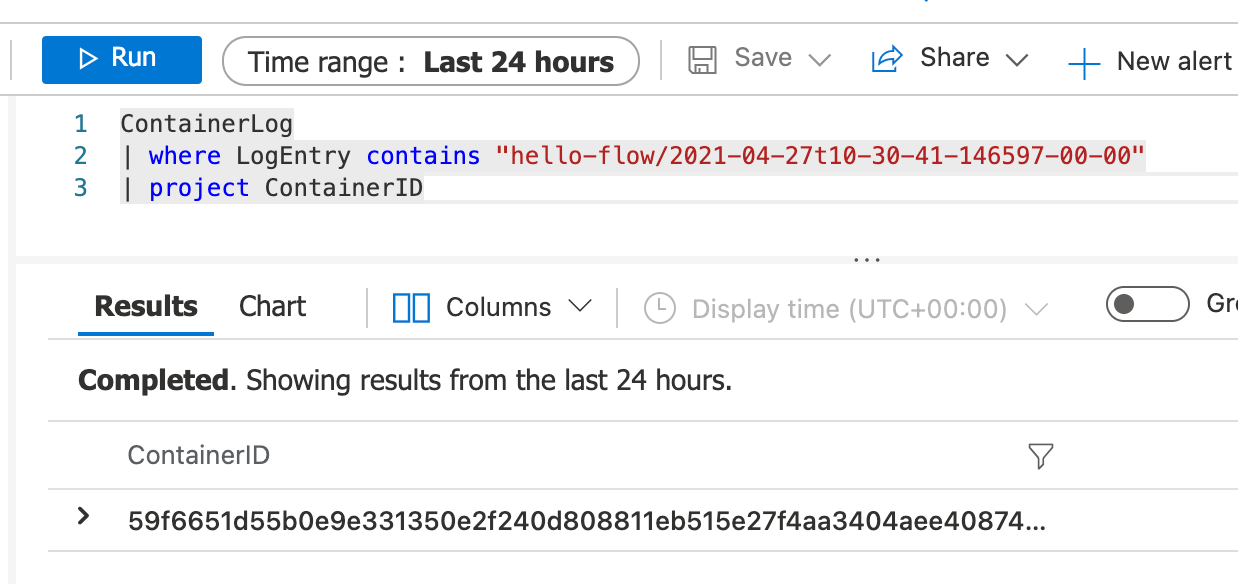 Run Time range : Last 24 hours Save Share New alert
1 ContainerLog
2 | where LogEntry contains "hello-flow/2021-04-27t10-30-41-146597-00-00"
3 | project ContainerID
...
Results Chart Columns Display time (UTC+00:00)
Completed. Showing results from the last 24 hours.
ContainerID
59f6651d55b0e9e331350e2f240d808811eb515e27f4aa3404aee40874...